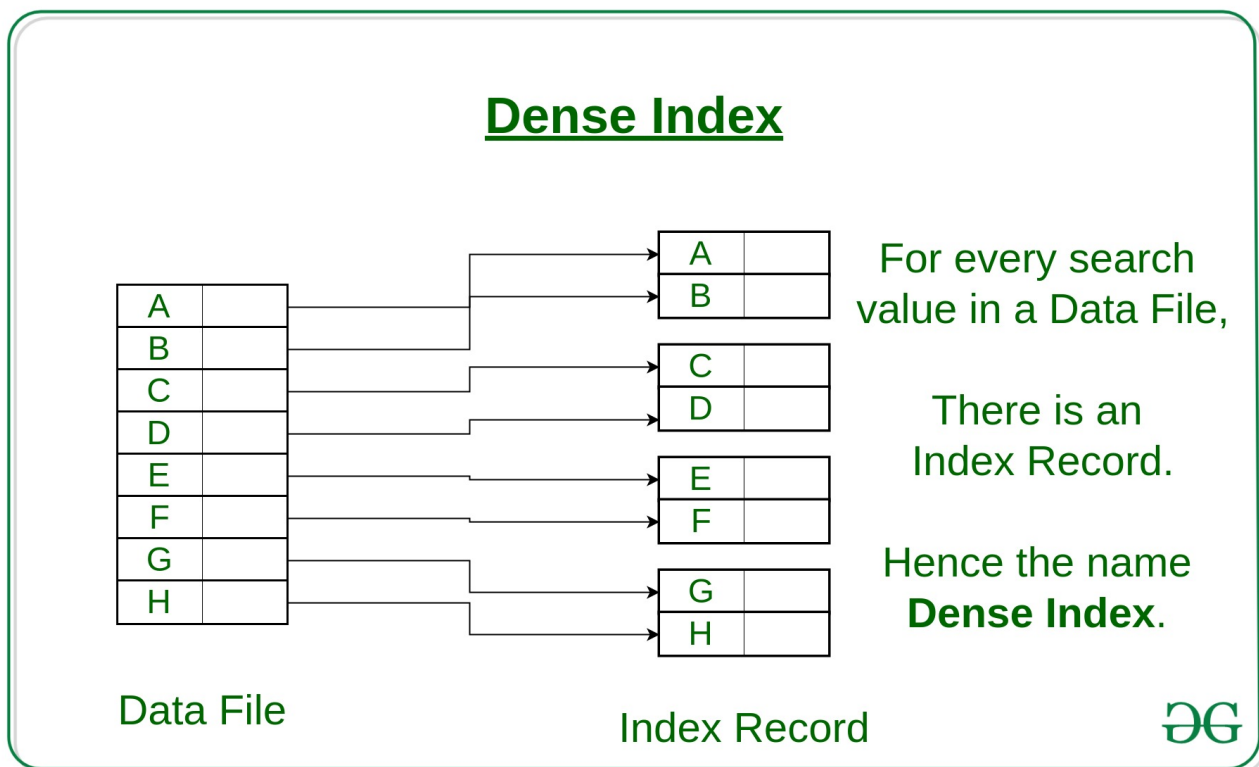 Dense Index
A
B
C
D
E
F
G
H
A
B
C
D
E
F
G
H
For every search
value in a Data File,
There is an
Index Record.
Hence the name
Dense Index.
Data File
Index Record